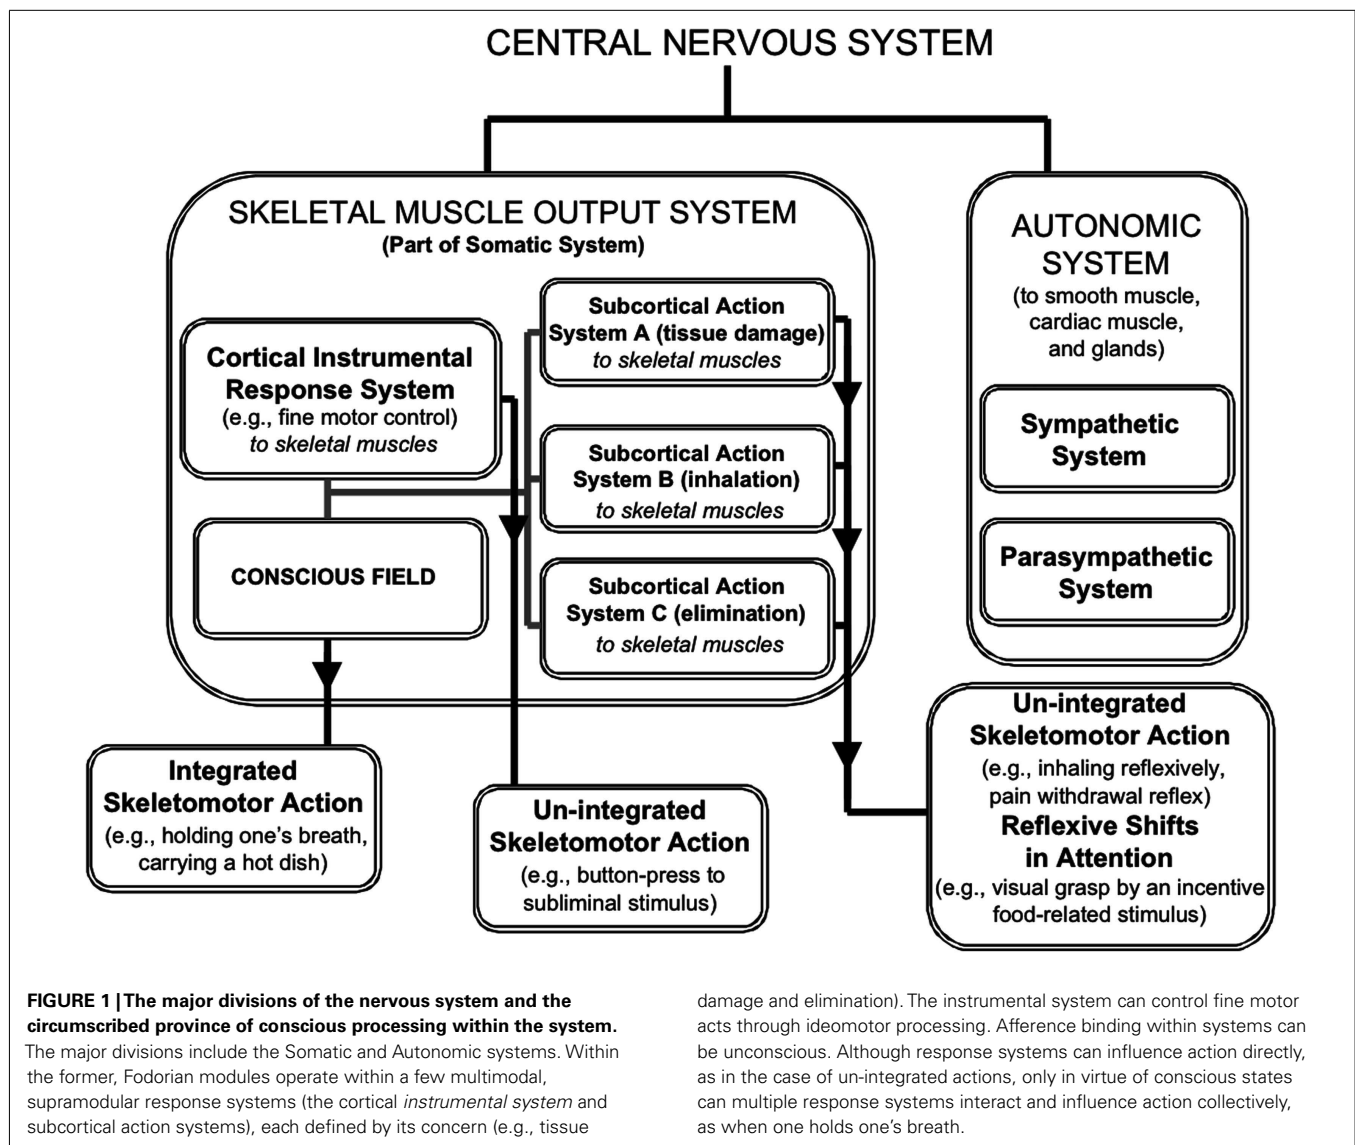 CENTRAL NERVOUS SYSTEM
SKELETAL MUSCLE OUTPUT SYSTEM
(Part of Somatic System)
Cortical Instrumental
Response System
(e.g., fine motor control)
to skeletal muscles
CONSCIOUS FIELD
Subcortical Action
System A (tissue damage)
to skeletal muscles
Subcortical Action
System B (inhalation)
to skeletal muscles
Subcortical Action
System C (elimination)
to skeletal muscles
AUTONOMIC
SYSTEM
(to smooth muscle,
cardiac muscle,
and glands)
Sympathetic
System
Parasympathetic
System
Integrated
Skeletomotor Action
(e.g., holding one's breath,
carrying a hot dish)
Un-integrated
Skeletomotor Action
(e.g., button-press to
subliminal stimulus)
Un-integrated
Skeletomotor Action
(e.g., inhaling reflexively,
pain withdrawal reflex)
Reflexive Shifts
in Attention
(e.g., visual grasp by an incentive
food-related stimulus)
FIGURE 1 | The major divisions of the nervous system and the
circumscribed province of conscious processing within the system.
The major divisions include the Somatic and Autonomic systems. Within
the former, Fodorian modules operate within a few multimodal,
supramodular response systems (the cortical instrumental system and
subcortical action systems), each defined by its concern (e.g., tissue
damage and elimination). The instrumental system can control fine motor
acts through ideomotor processing. Afference binding within systems can
be unconscious. Although response systems can influence action directly,
as in the case of un-integrated actions, only in virtue of conscious states
can multiple response systems interact and influence action collectively,
as when one holds one's breath.